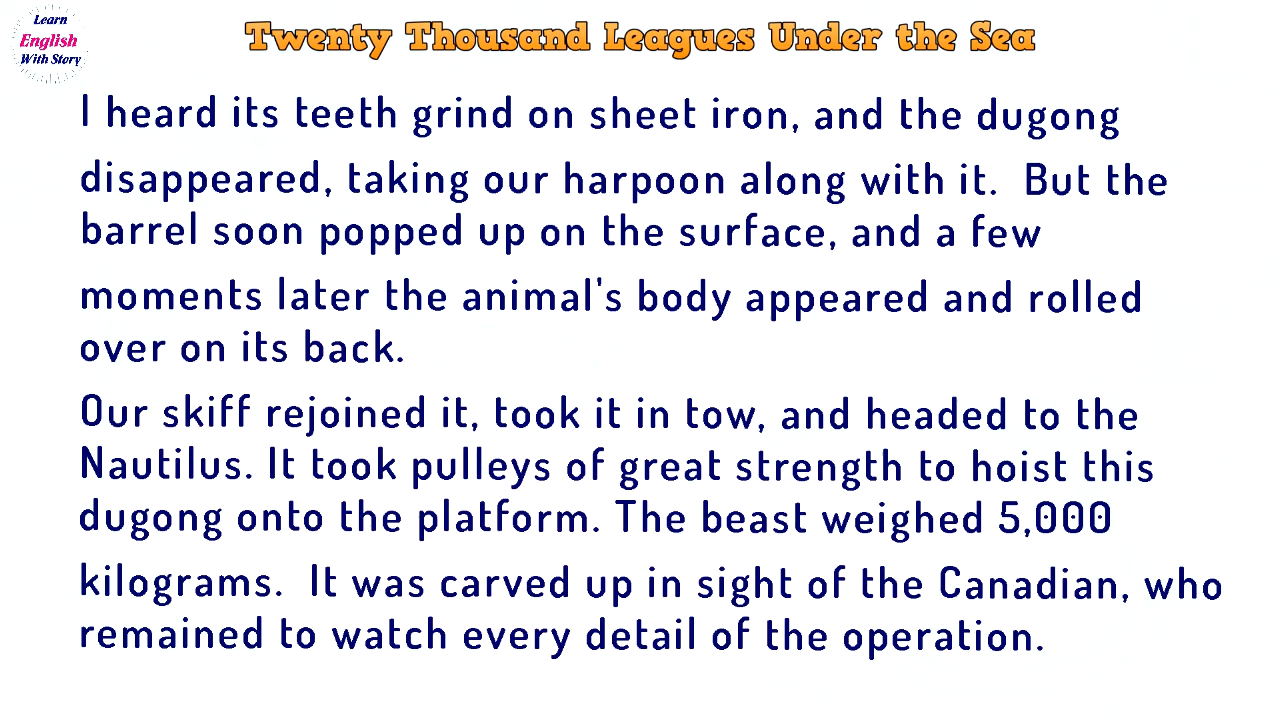 Learn
English
With Story
Twenty Thousand Leagues Under the Sea
I heard its teeth grind on sheet iron, and the dugong
disappeared, taking our harpoon along with it.  But the
barrel soon popped up on the surface, and a few
moments later the animal's body appeared and rolled
over on its back.
Our skiff rejoined it, took it in tow, and headed to the
Nautilus. It took pulleys of great strength to hoist this
dugong onto the platform. The beast weighed 5,000
kilograms.  It was carved up in sight of the Canadian, who
remained to watch every detail of the operation.